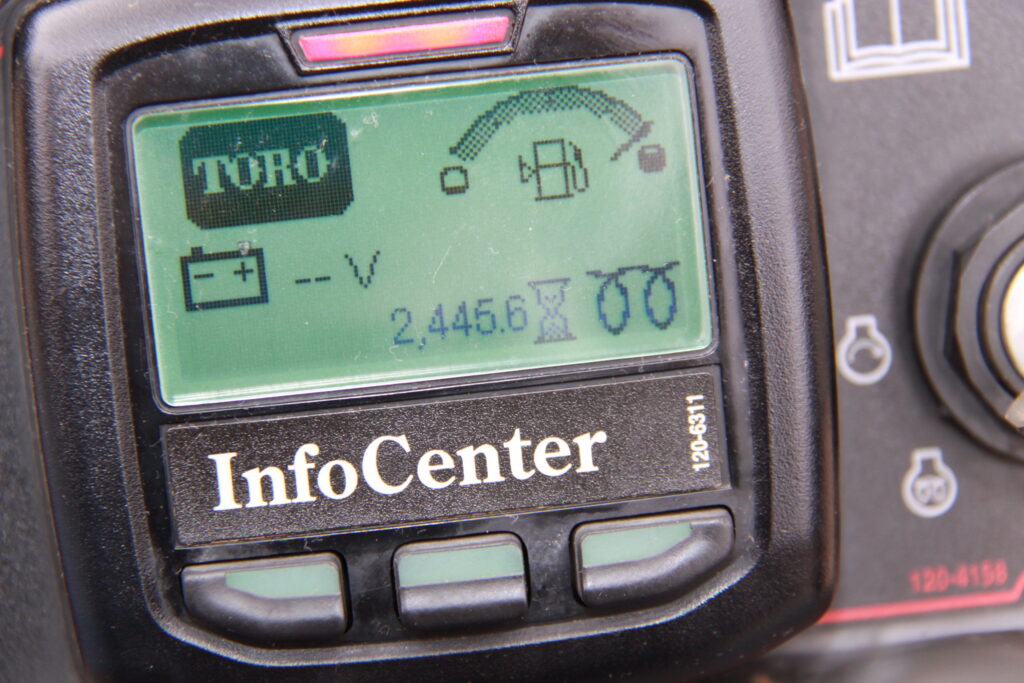 TORO
-- V
2,445.6
InfoCenter
120-6311
120-4158